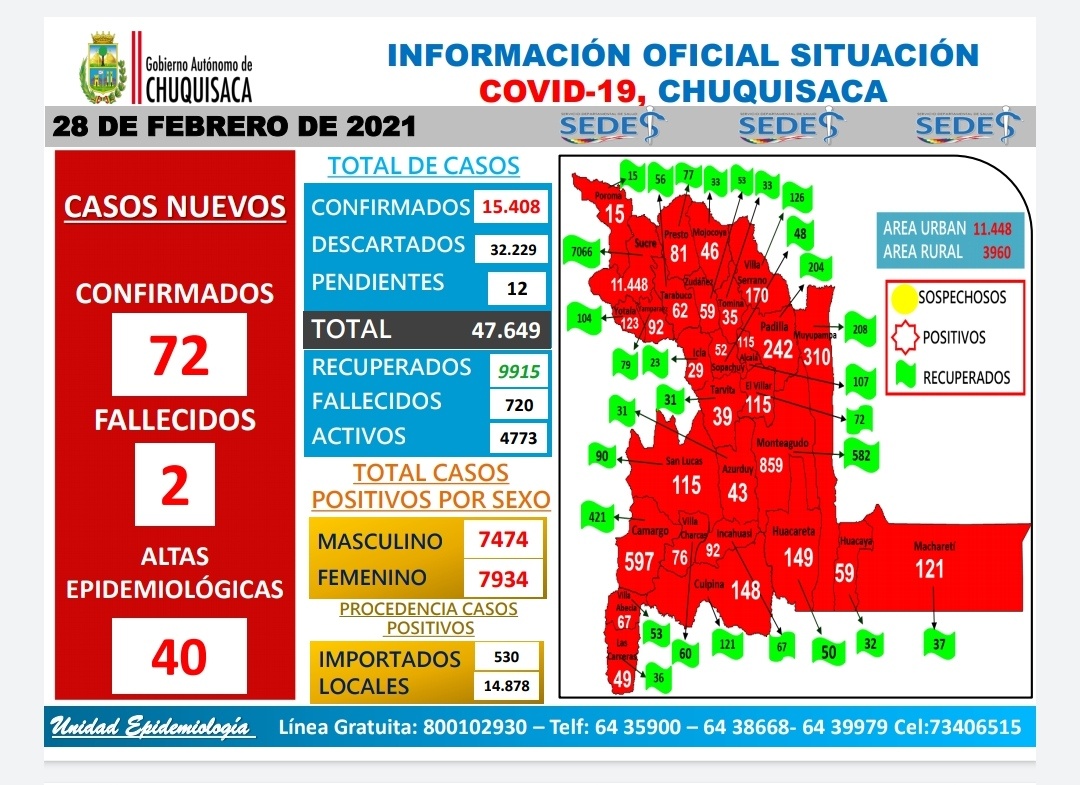 Gobierno Autónomo de
CHUQUISACA
INFORMACIÓN OFICIAL SITUACIÓN
COVID-19, CHUQUISACA
28 DE FEBRERO DE 2021
SEDES
SEDES
SEDES
CASOS NUEVOS
CONFIRMADOS
72
FALLECIDOS
2
ALTAS
EPIDEMIOLÓGICAS
40
TOTAL DE CASOS
CONFIRMADOS 15.408
DESCARTADOS 32.229
PENDIENTES 12
TOTAL 47.649
RECUPERADOS 9915
FALLECIDOS 720
ACTIVOS 4773
TOTAL CASOS
POSITIVOS POR SEXO
MASCULINO 7474
FEMENINO 7934
PROCEDENCIA CASOS
POSITIVOS
IMPORTADOS 530
LOCALES 14.878
AREA URBAN 11.448
AREA RURAL 3960
SOSPECHOSOS
POSITIVOS
RECUPERADOS
15 56 77 33 53 33
126
48
204
7066
104
79 23
31
31
90
421
208
107
72
582
53
60
121
67
50
32
37
36
Poroma
15
Sucre
11.448
Presto
81
Mojocoya
46
Villa
Serrano
170
Zudáñez
59
Tarabuco
62
Tomina
35
Yotala
123
Yamparaez
92
Icla
29
Sopachuy
52
Alcalá
115
Padilla
242
Muyupampa
310
Tarvita
39
El Villar
115
Monteagudo
859
San Lucas
115
Azurduy
43
Camargo
597
Villa
Charcas
76
Incahuasi
92
Culpina
148
Huacareta
149
Huacaya
59
Machareti
121
Villa
Abecia
67
Las
Carreras
49
Unidad Epidemiología Línea Gratuita: 800102930 – Telf: 64 35900 – 64 38668- 64 39979 Cel:73406515